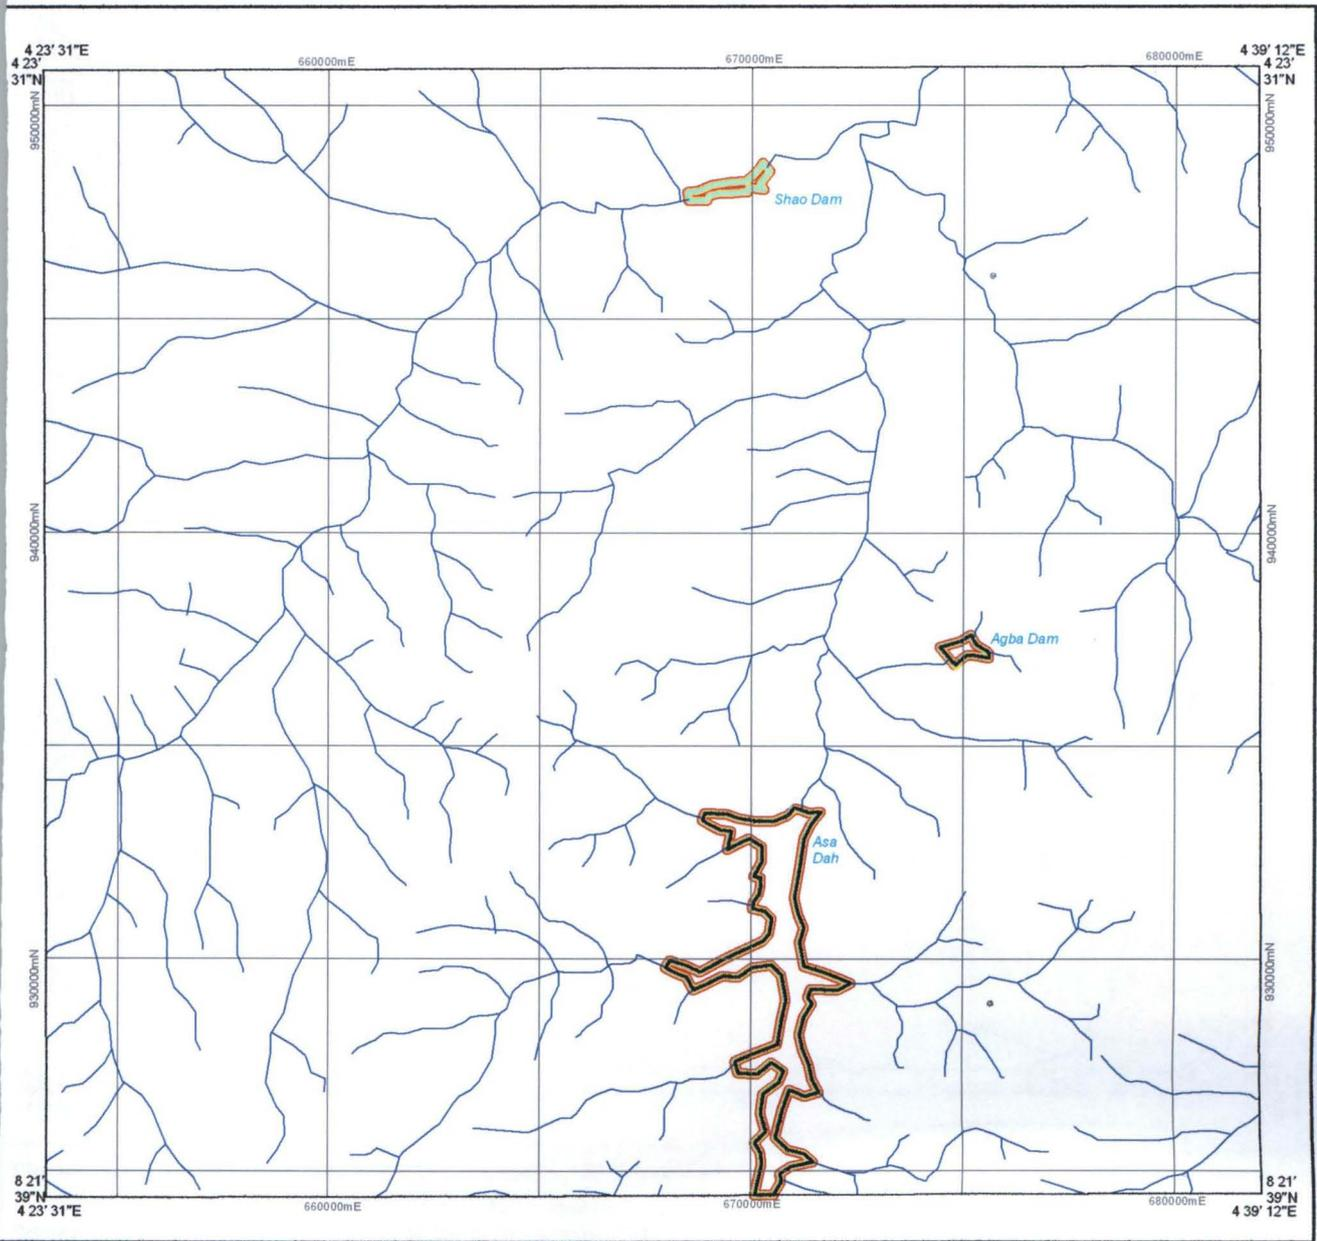 4 23' 31"E
4 23'
31"N
660000mE
670000mE
680000mE
4 39' 12"E
4 23'
31"N
950000mN
950000mN
Shao Dam
940000mN
940000mN
Agba Dam
Asa
Dah
930000mN
930000mN
8 21'
39"N
4 23' 31"E
660000mE
670000mE
680000mE
8 21'
39"N
4 39' 12"E